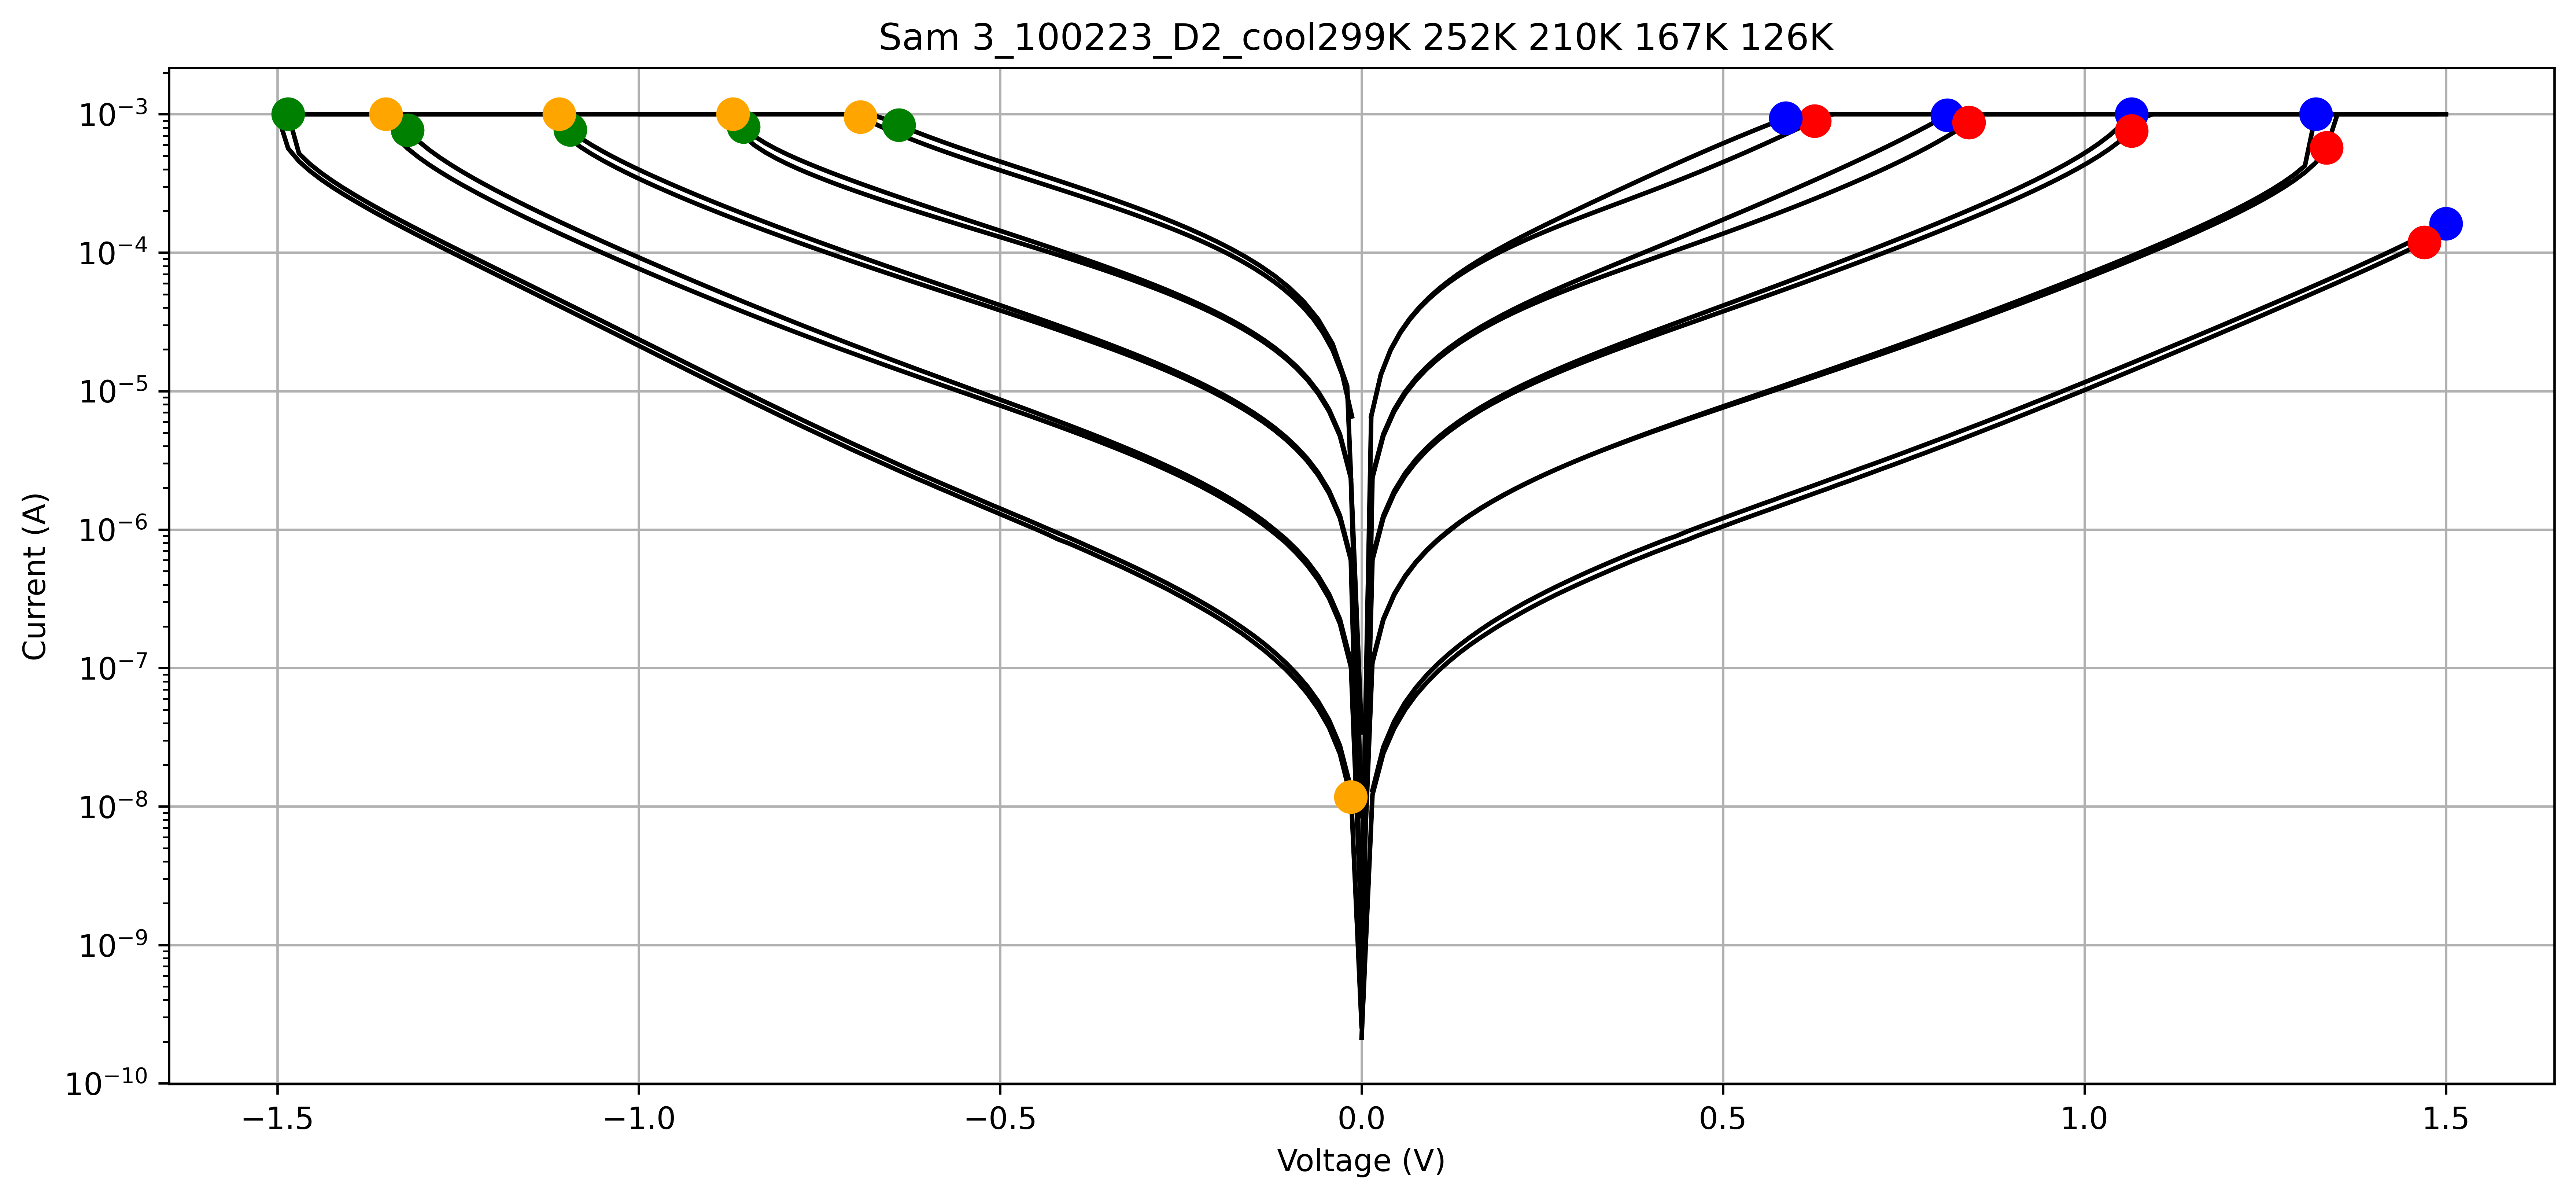 Sam 3_100223_D2_cool299K 252K 210K 167K 126K
Current (A)
10⁻³
10⁻⁴
10⁻⁵
10⁻⁶
10⁻⁷
10⁻⁸
10⁻⁹
10⁻¹⁰
−1.5 −1.0 −0.5 0.0 0.5 1.0 1.5
Voltage (V)